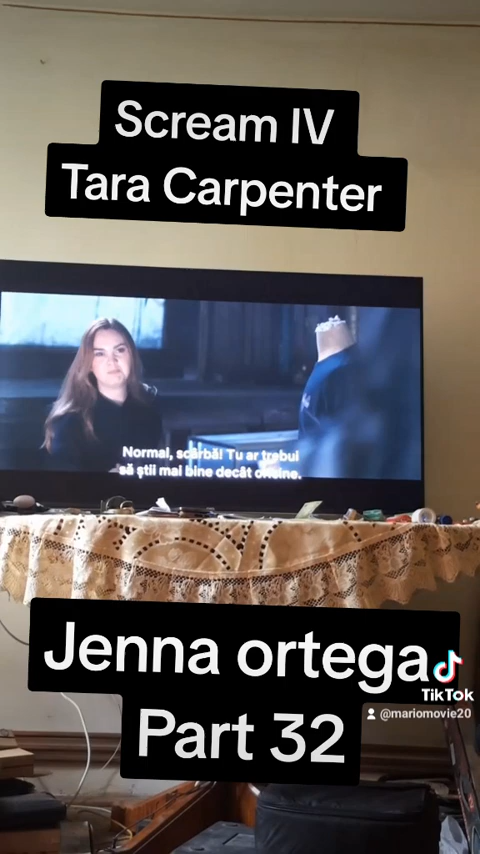 Scream IV
Tara Carpenter
Normal, scârbă! Tu ar trebui
să știi mai bine decât oricine.
Jenna ortega
Part 32
TikTok
@mariomovie20